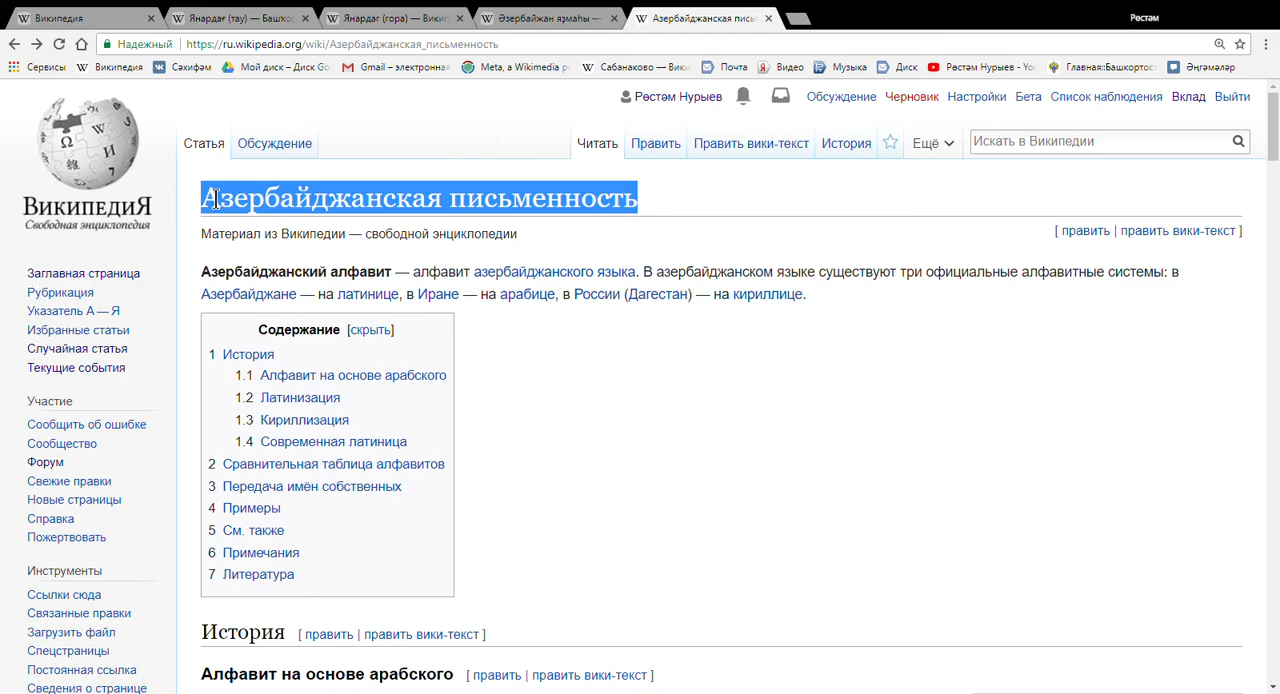 Википедия
Янардағ (тау) — Башҡор
Янардаг (гора) — Викип
Әзербайжан яҙмаһы —
Азербайджанская пись
Рөстәм
Надежный
https://ru.wikipedia.org/wiki/Азербайджанская_письменность
Сервисы Википедия Сәхифәм Мой диск – Диск Go Gmail – электронная Meta, a Wikimedia p Сабанаково — Вики Почта Видео Музыка Диск Рөстәм Нурыев - You Главная::Башкортос Әңгәмәләр
Рөстәм Нурыев Обсуждение Черновик Настройки Бета Список наблюдения Вклад Выйти
Статья Обсуждение Читать Править Править вики-текст История Ещё Искать в Википедии
ВикипедиЯ
Свободная энциклопедия
Заглавная страница
Рубрикация
Указатель А — Я
Избранные статьи
Случайная статья
Текущие события
Участие
Сообщить об ошибке
Сообщество
Форум
Свежие правки
Новые страницы
Справка
Пожертвовать
Инструменты
Ссылки сюда
Связанные правки
Загрузить файл
Спецстраницы
Постоянная ссылка
Сведения о странице
Азербайджанская письменность
Материал из Википедии — свободной энциклопедии
[ править | править вики-текст ]
Азербайджанский алфавит — алфавит азербайджанского языка. В азербайджанском языке существуют три официальные алфавитные системы: в
Азербайджане — на латинице, в Иране — на арабице, в России (Дагестан) — на кириллице.
Содержание [скрыть]
1 История
1.1 Алфавит на основе арабского
1.2 Латинизация
1.3 Кириллизация
1.4 Современная латиница
2 Сравнительная таблица алфавитов
3 Передача имён собственных
4 Примеры
5 См. также
6 Примечания
7 Литература
История [ править | править вики-текст ]
Алфавит на основе арабского [ править | править вики-текст ]